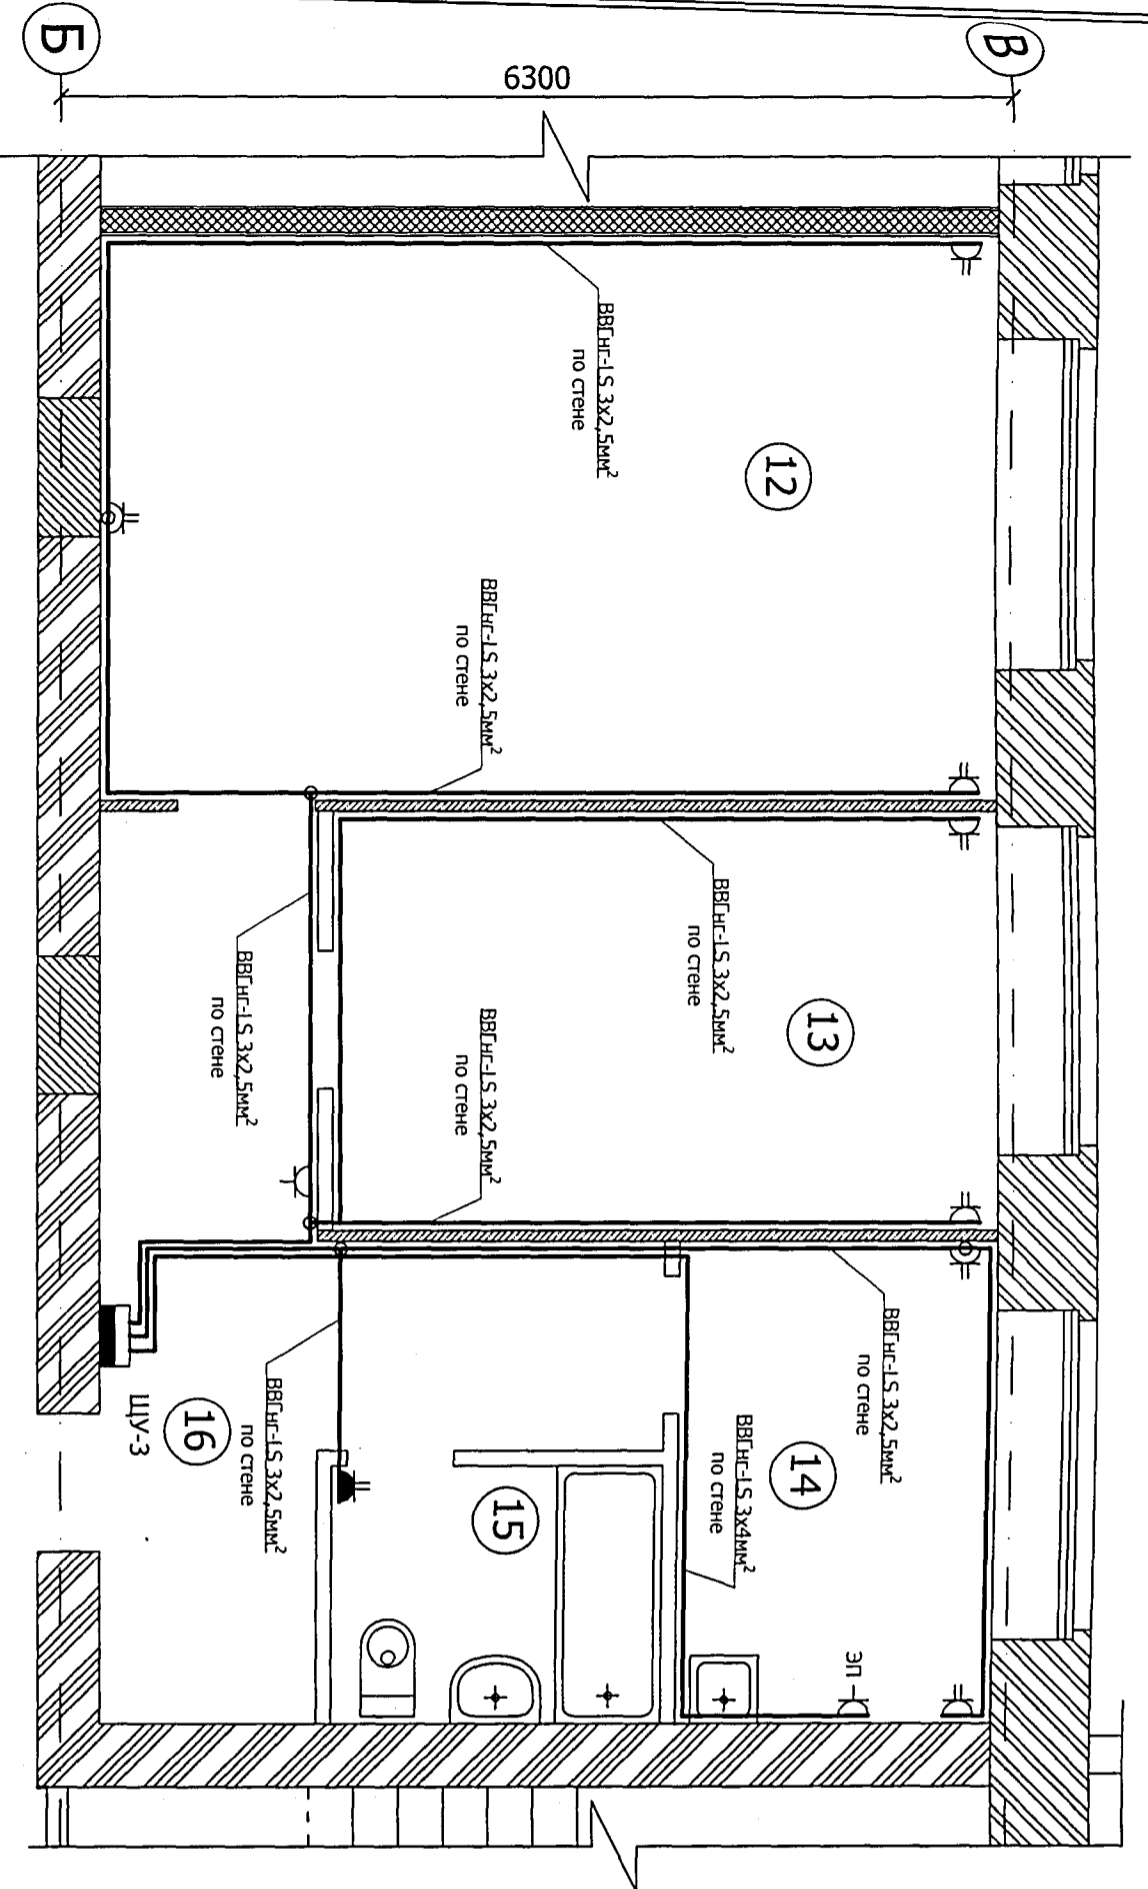 Б
В
6300
ВВГнг-LS 3х2,5мм²
по стене
12
ВВГнг-LS 3х2,5мм²
по стене
ВВГнг-LS 3х2,5мм²
по стене
13
ВВГнг-LS 3х2,5мм²
по стене
ВВГнг-LS 3х2,5мм²
по стене
ВВГнг-LS 3х2,5мм²
по стене
14
ВВГнг-LS 3х4мм²
по стене
ЩУ-3
16
ВВГнг-LS 3х2,5мм²
по стене
15
ЭП